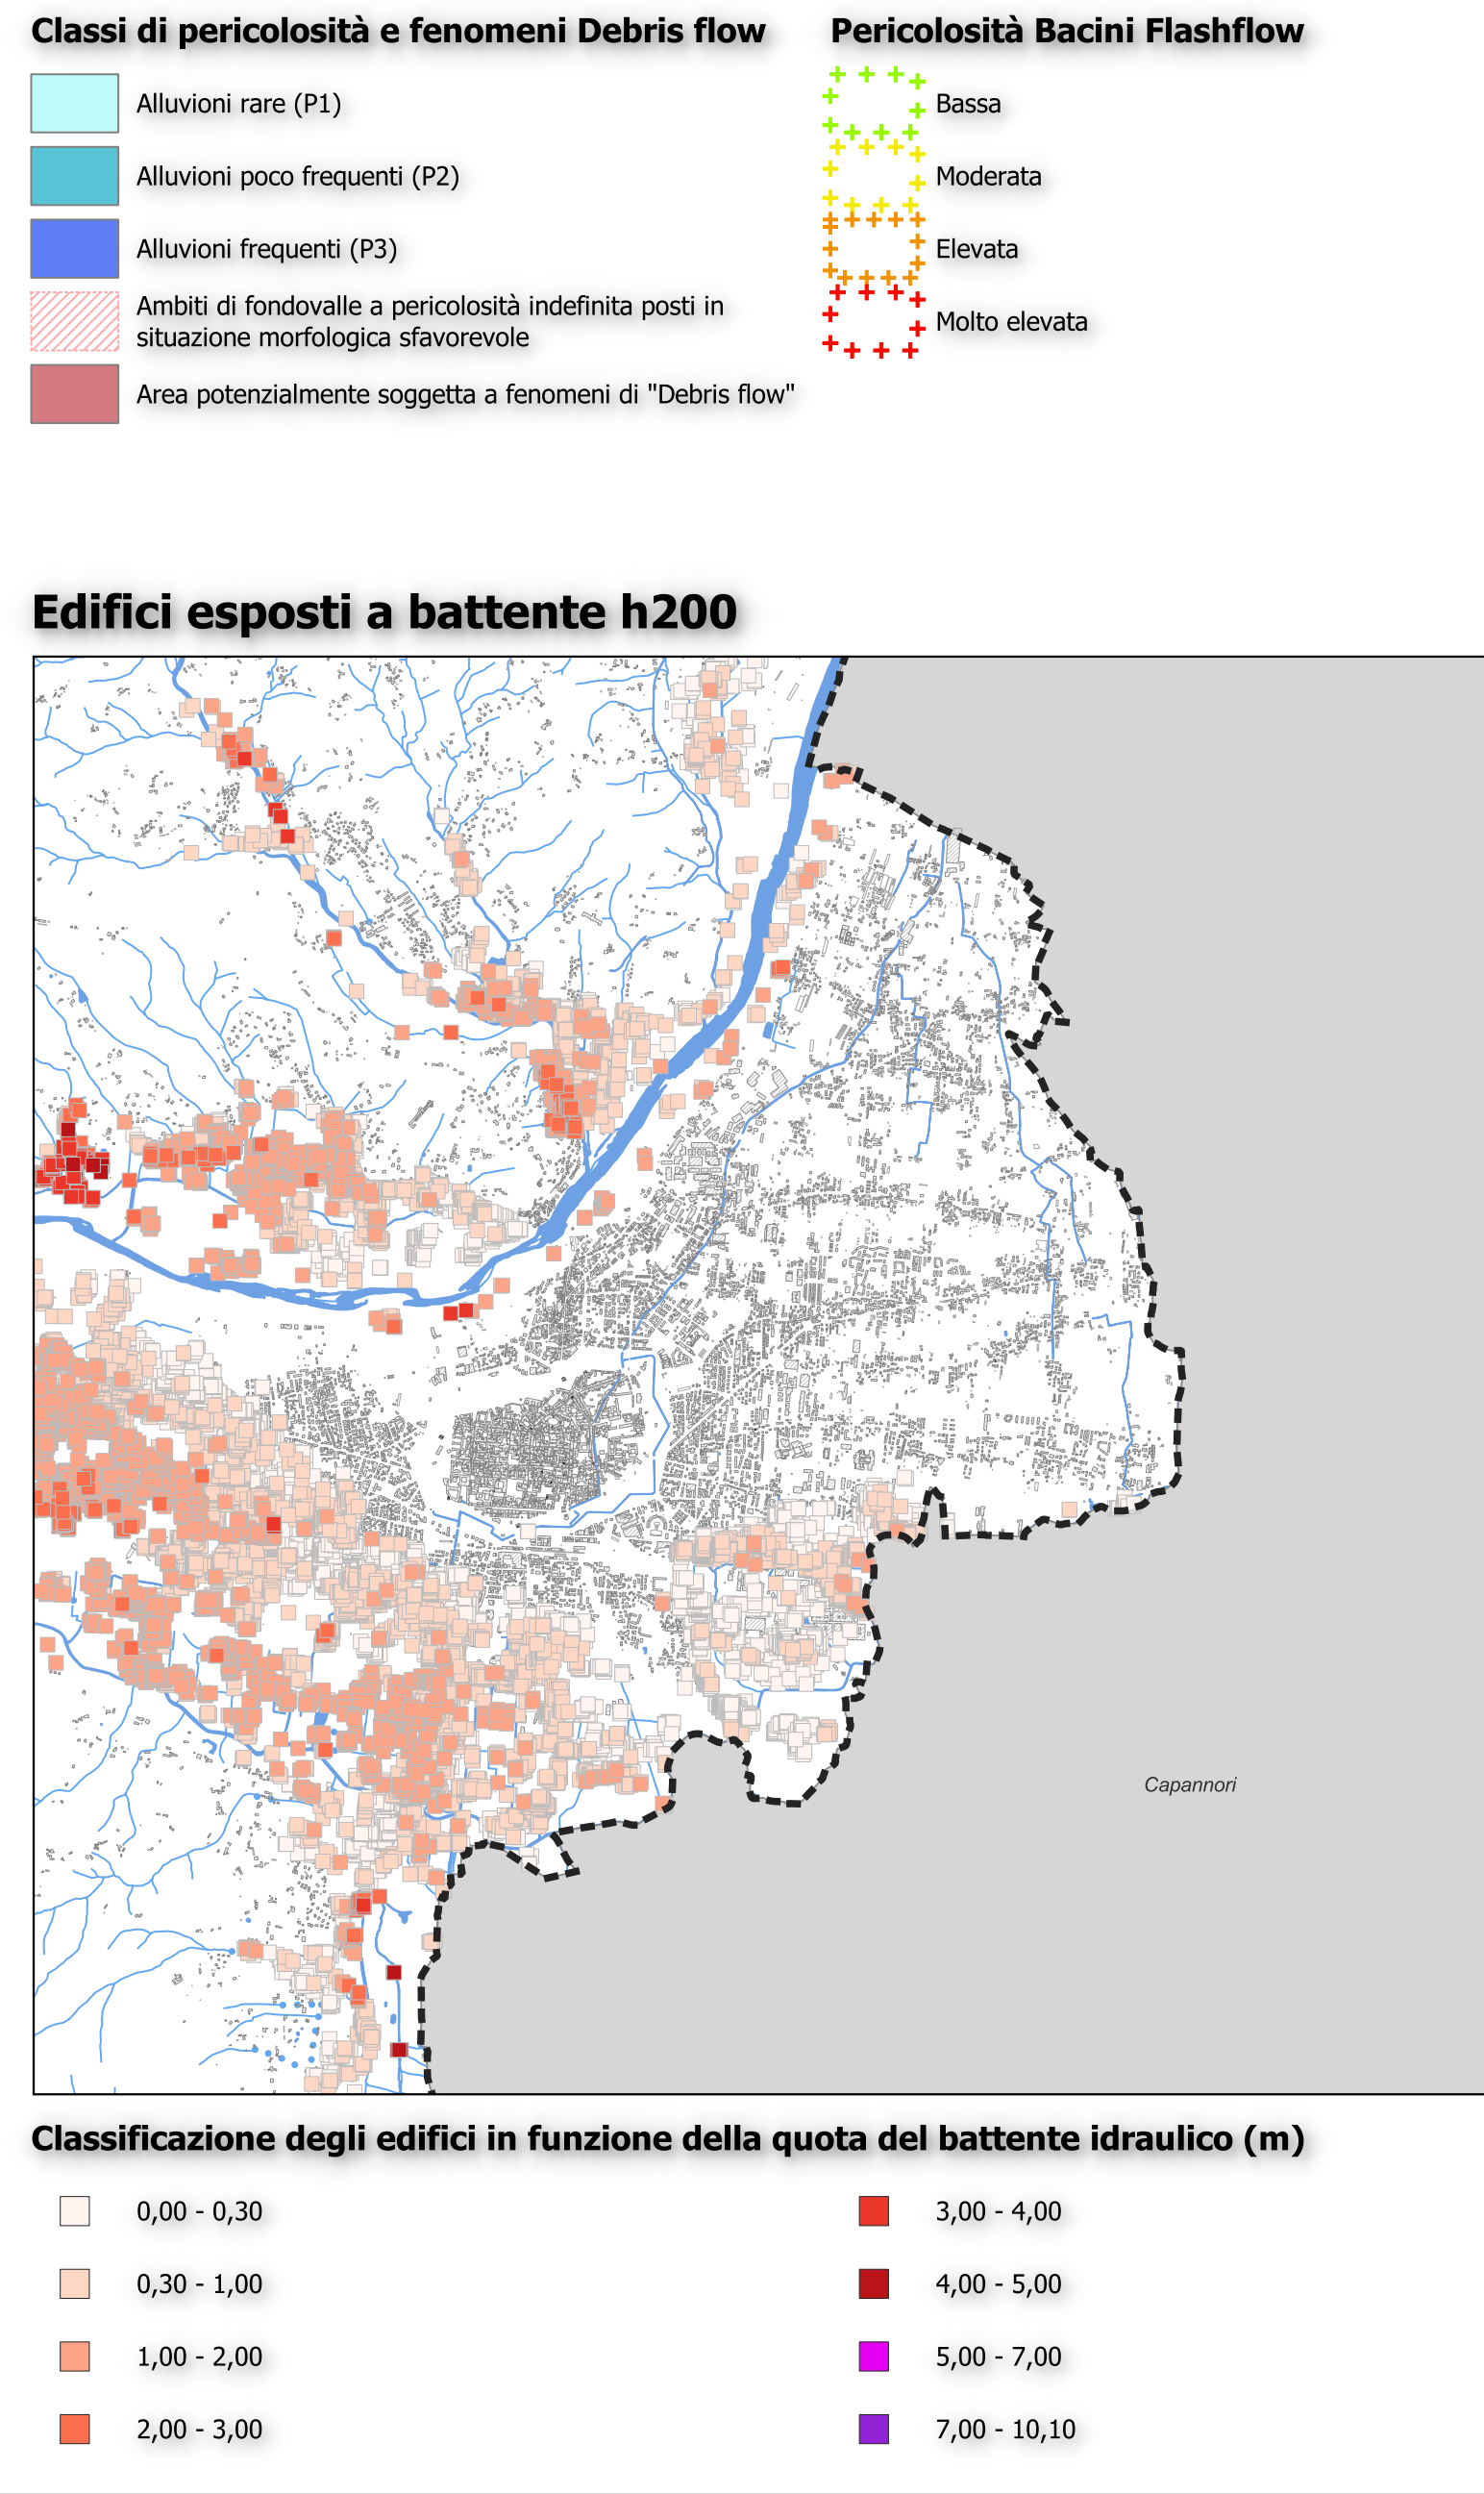 Classi di pericolosità e fenomeni Debris flow
Alluvioni rare (P1)
Alluvioni poco frequenti (P2)
Alluvioni frequenti (P3)
Ambiti di fondovalle a pericolosità indefinita posti in
situazione morfologica sfavorevole
Area potenzialmente soggetta a fenomeni di "Debris flow"
Pericolosità Bacini Flashflow
Bassa
Moderata
Elevata
Molto elevata
Edifici esposti a battente h200
Capannori
Classificazione degli edifici in funzione della quota del battente idraulico (m)
0,00 - 0,30
0,30 - 1,00
1,00 - 2,00
2,00 - 3,00
3,00 - 4,00
4,00 - 5,00
5,00 - 7,00
7,00 - 10,10